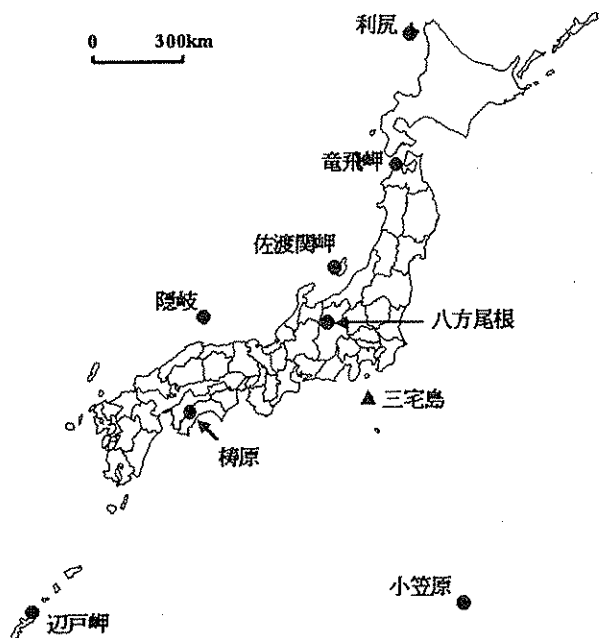 利尻
0 300km
竜飛岬
佐渡関岬
隠岐
八方尾根
三宅島
梼原
小笠原
辺戸岬